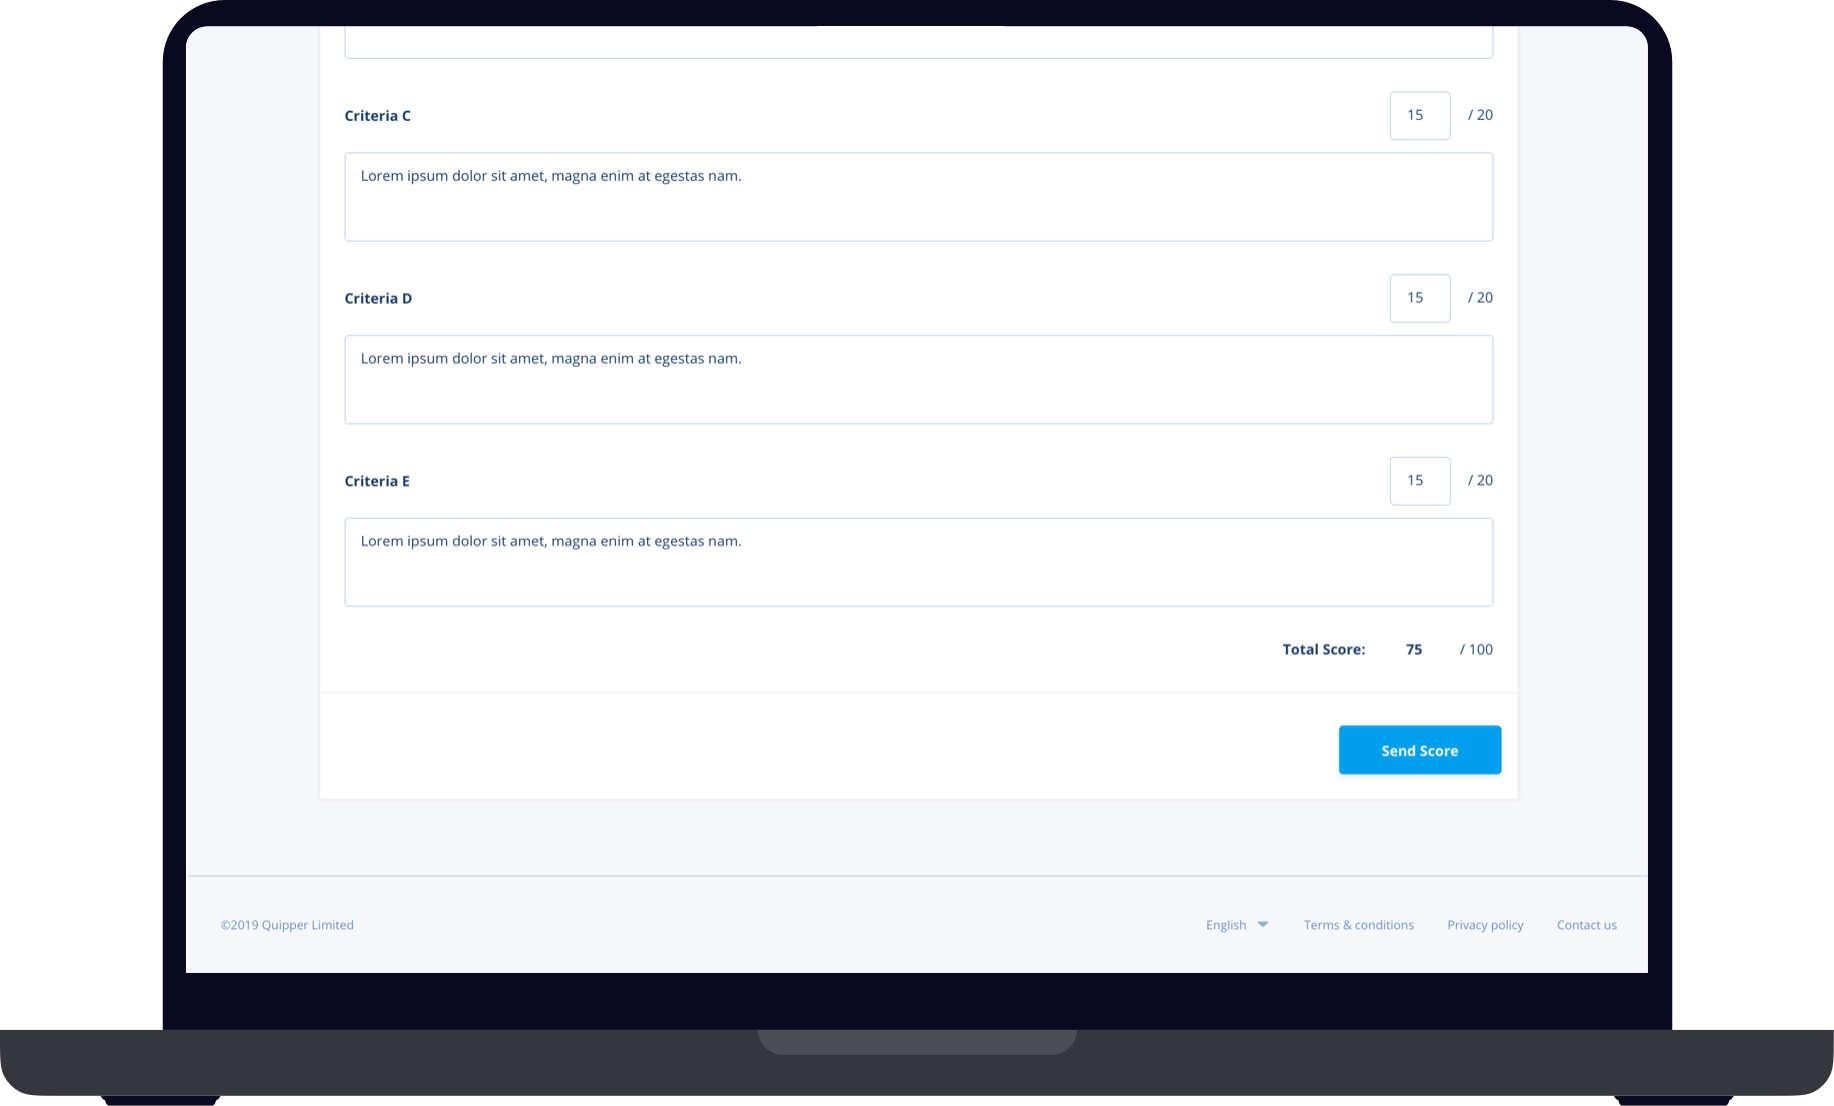 Criteria C 15 / 20
Lorem ipsum dolor sit amet, magna enim at egestas nam.
Criteria D 15 / 20
Lorem ipsum dolor sit amet, magna enim at egestas nam.
Criteria E 15 / 20
Lorem ipsum dolor sit amet, magna enim at egestas nam.
Total Score: 75 / 100
Send Score
©2019 Quipper Limited English Terms & conditions Privacy policy Contact us